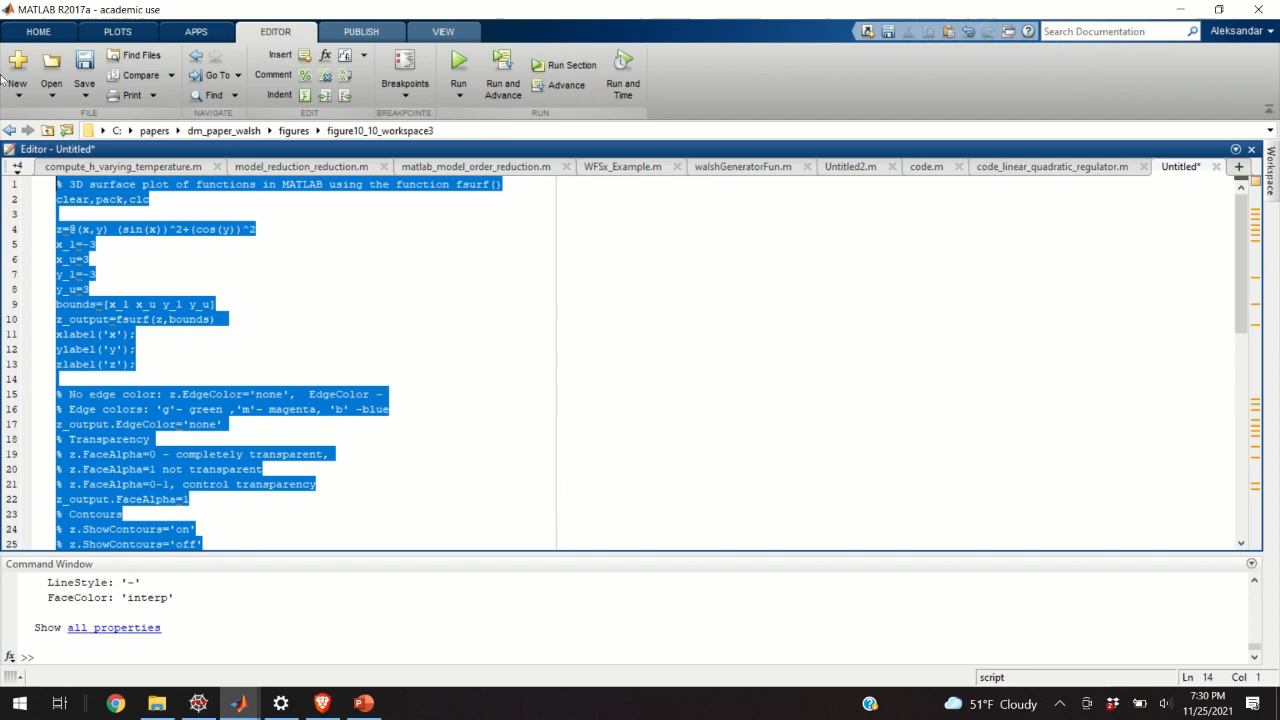 MATLAB R2017a - academic use
HOME PLOTS APPS EDITOR PUBLISH VIEW
Search Documentation
Aleksandar
New
Open
Save
Find Files
Compare
Print
FILE
Go To
Find
NAVIGATE
Insert
Comment
Indent
EDIT
Breakpoints
BREAKPOINTS
Run
Run and Advance
Run Section
Advance
Run and Time
RUN
C: papers dm_paper_walsh figures figure10_10_workspace3
Editor - Untitled*
Workspace
+4 compute_h_varying_temperature.m model_reduction_reduction.m matlab_model_order_reduction.m WFSx_Example.m walshGeneratorFun.m Untitled2.m code.m code_linear_quadratic_regulator.m Untitled*
1 % 3D surface plot of functions in MATLAB using the function fsurf()
2 clear,pack,clc
3
4 z=@(x,y) (sin(x))^2+(cos(y))^2
5 x_l=-3
6 x_u=3
7 y_l=-3
8 y_u=3
9 bounds=[x_l x_u y_l y_u]
10 z_output=fsurf(z,bounds)
11 xlabel('x');
12 ylabel('y');
13 zlabel('z');
14
15 % No edge color: z.EdgeColor='none', EdgeColor -
16 % Edge colors: 'g'- green ,'m'- magenta, 'b' -blue
17 z_output.EdgeColor='none'
18 % Transparency
19 % z.FaceAlpha=0 - completely transparent,
20 % z.FaceAlpha=1 not transparent
21 % z.FaceAlpha=0-1, control transparency
22 z_output.FaceAlpha=1
23 % Contours
24 % z.ShowContours='on'
25 % z.ShowContours='off'
Command Window
LineStyle: '-'
FaceColor: 'interp'
Show all properties
fx >>
script
Ln 14 Col 1
51°F Cloudy
7:30 PM
11/25/2021